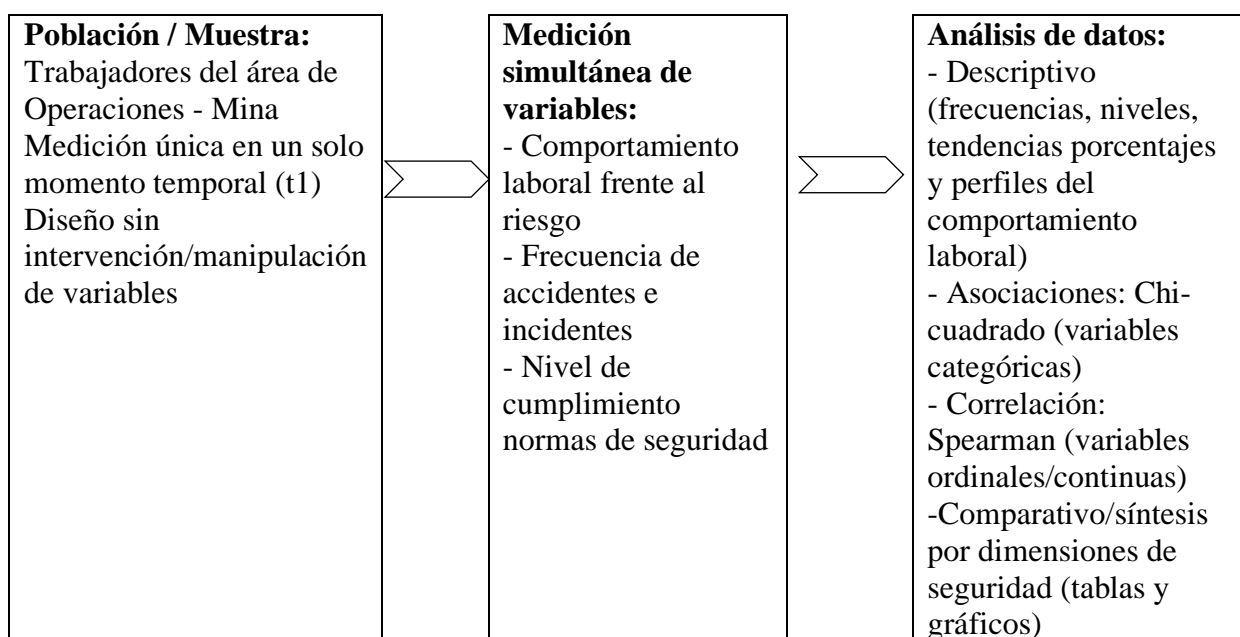 Población / Muestra:
Trabajadores del área de
Operaciones - Mina
Medición única en un solo
momento temporal (t1)
Diseño sin
intervención/manipulación
de variables
Medición
simultánea de
variables:
- Comportamiento
laboral frente al
riesgo
- Frecuencia de
accidentes e
incidentes
- Nivel de
cumplimiento
normas de seguridad
Análisis de datos:
- Descriptivo
(frecuencias, niveles,
tendencias porcentajes
y perfiles del
comportamiento
laboral)
- Asociaciones: Chi-
cuadrado (variables
categóricas)
- Correlación:
Spearman (variables
ordinales/continuas)
-Comparativo/síntesis
por dimensiones de
seguridad (tablas y
gráficos)